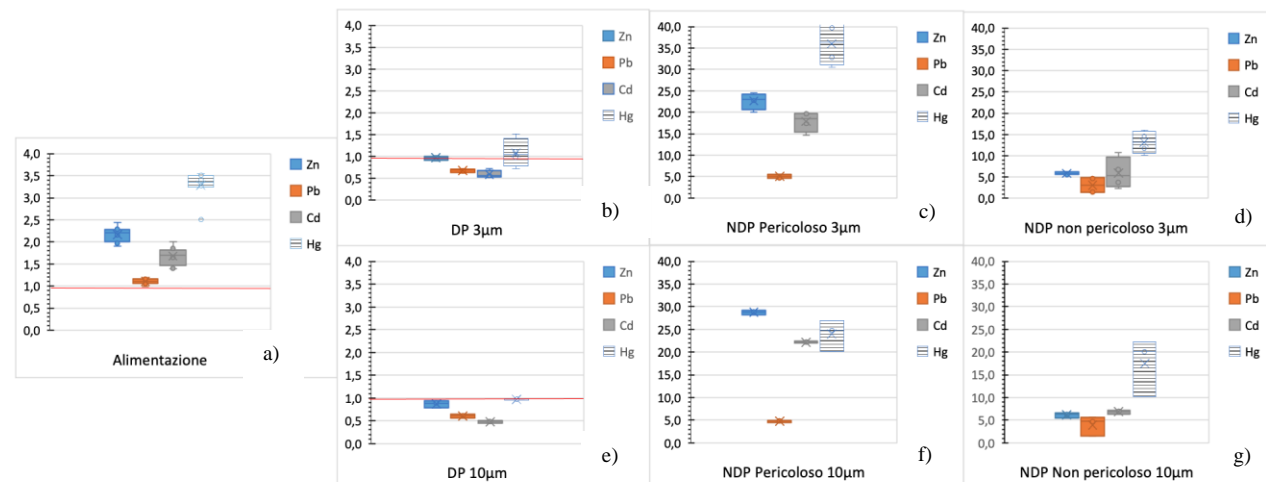 4,0
3,5
3,0
2,5
2,0
1,5
1,0
0,5
0,0
Zn
Pb
Cd
Hg
Alimentazione
a)
4,0
3,5
3,0
2,5
2,0
1,5
1,0
0,5
0,0
Zn
Pb
Cd
Hg
DP 3μm
b)
40,0
35,0
30,0
25,0
20,0
15,0
10,0
5,0
0,0
Zn
Pb
Cd
Hg
NDP Pericoloso 3μm
c)
40,0
35,0
30,0
25,0
20,0
15,0
10,0
5,0
0,0
Zn
Pb
Cd
Hg
NDP non pericoloso 3μm
d)
4,0
3,5
3,0
2,5
2,0
1,5
1,0
0,5
0,0
Zn
Pb
Cd
Hg
DP 10μm
e)
40,0
35,0
30,0
25,0
20,0
15,0
10,0
5,0
0,0
Zn
Pb
Cd
Hg
NDP Pericoloso 10μm
f)
40,0
35,0
30,0
25,0
20,0
15,0
10,0
5,0
0,0
Zn
Pb
Cd
Hg
NDP Non pericoloso 10μm
g)